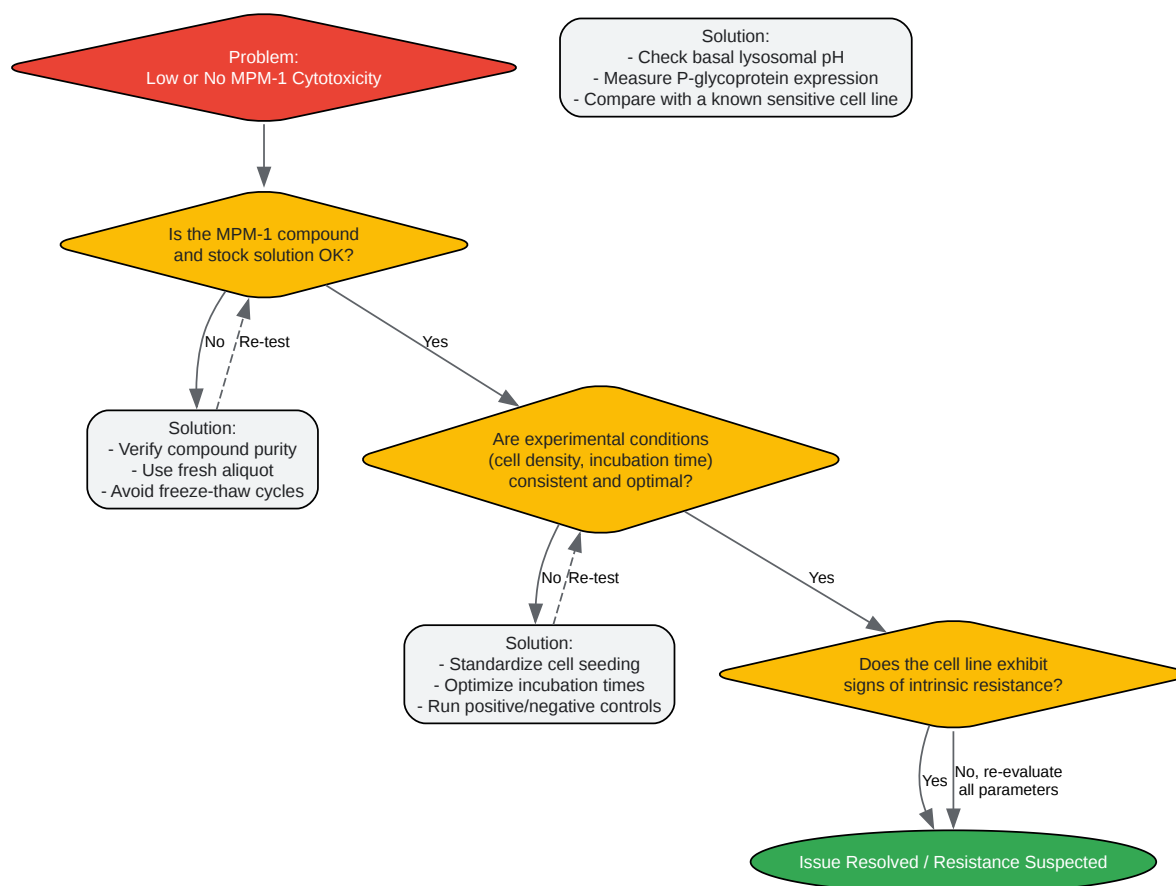 Problem:
Low or No MPM-1 Cytotoxicity
Solution:
- Check basal lysosomal pH
- Measure P-glycoprotein expression
- Compare with a known sensitive cell line
Is the MPM-1 compound
and stock solution OK?
No
Re-test
Yes
Solution:
- Verify compound purity
- Use fresh aliquot
- Avoid freeze-thaw cycles
Are experimental conditions
(cell density, incubation time)
consistent and optimal?
No
Re-test
Yes
Solution:
- Standardize cell seeding
- Optimize incubation times
- Run positive/negative controls
Does the cell line exhibit
signs of intrinsic resistance?
Yes
No, re-evaluate
all parameters
Issue Resolved / Resistance Suspected